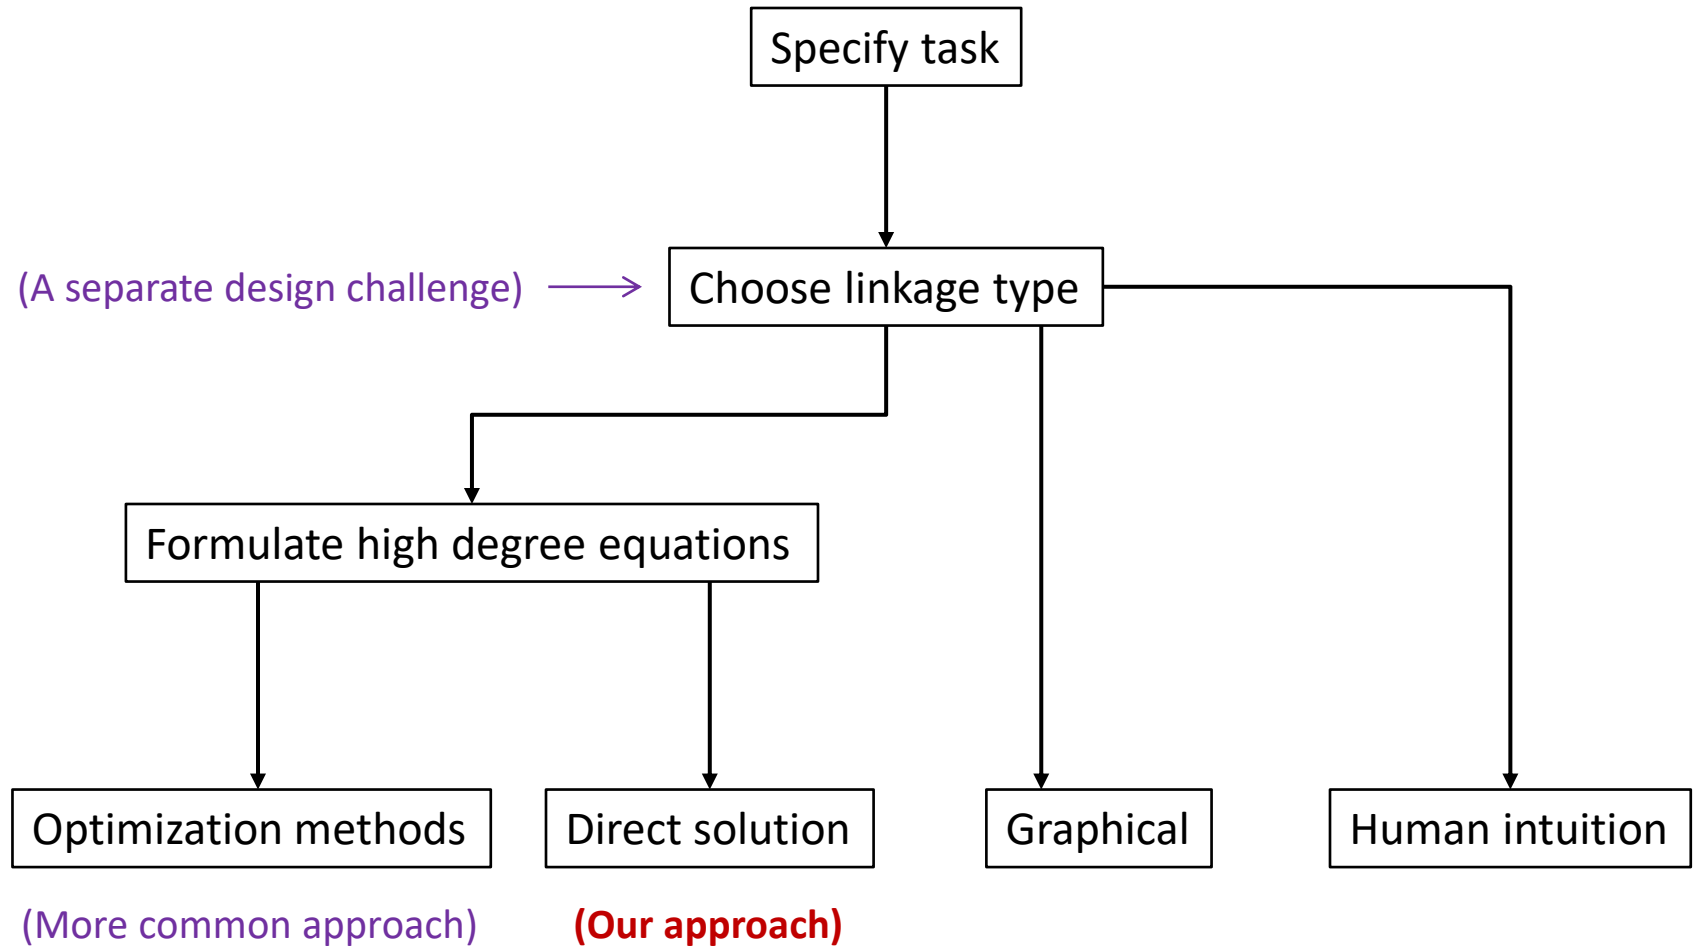 Specify task
(A separate design challenge)
Choose linkage type
Formulate high degree equations
Optimization methods
Direct solution
Graphical
Human intuition
(More common approach)
(Our approach)